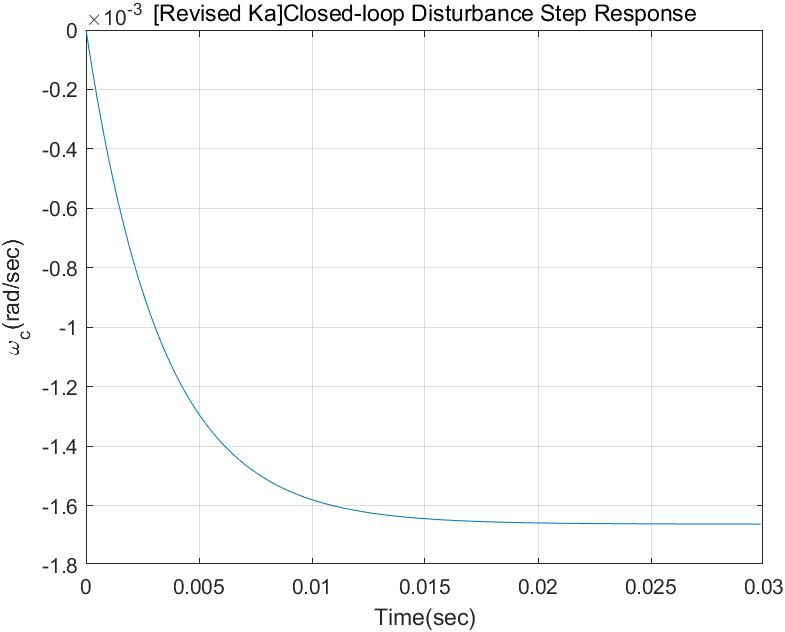 ×10⁻³ [Revised Ka]Closed-loop Disturbance Step Response
0
-0.2
-0.4
-0.6
-0.8
-1
-1.2
-1.4
-1.6
-1.8
ω_c(rad/sec)
0 0.005 0.01 0.015 0.02 0.025 0.03
Time(sec)